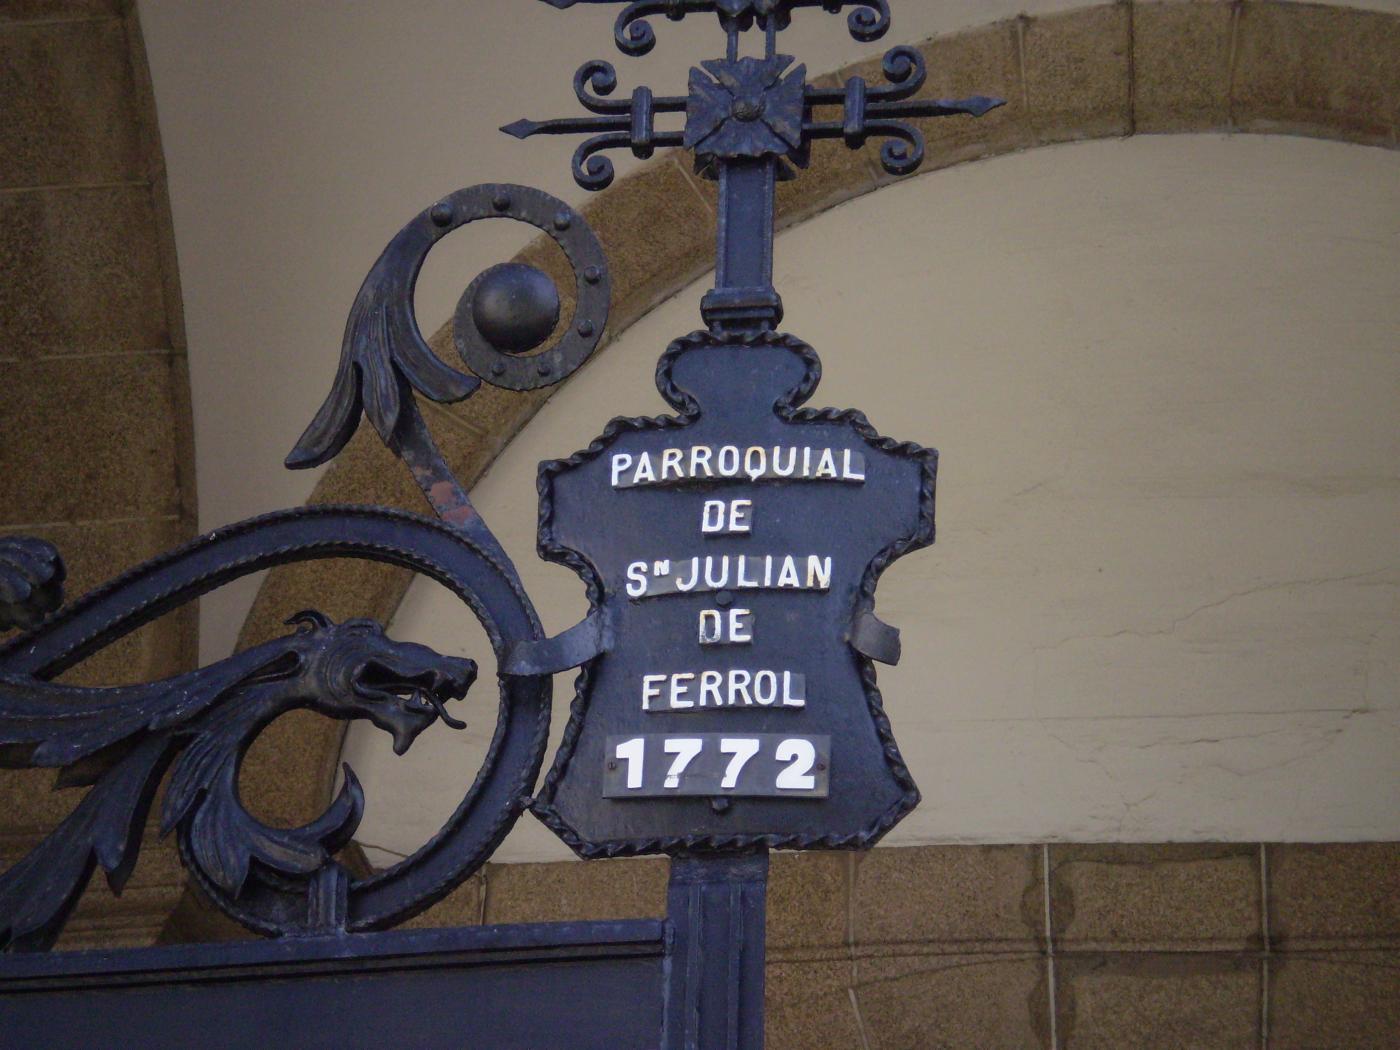 PARROQUIAL
DE
SN JULIAN
DE
FERROL
1772